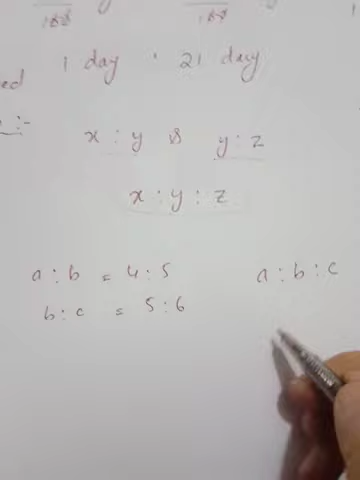 1 day · 21 day
x : y & y : z
x : y : z
a : b = 4 : 5 a : b : c
b : c = 5 : 6